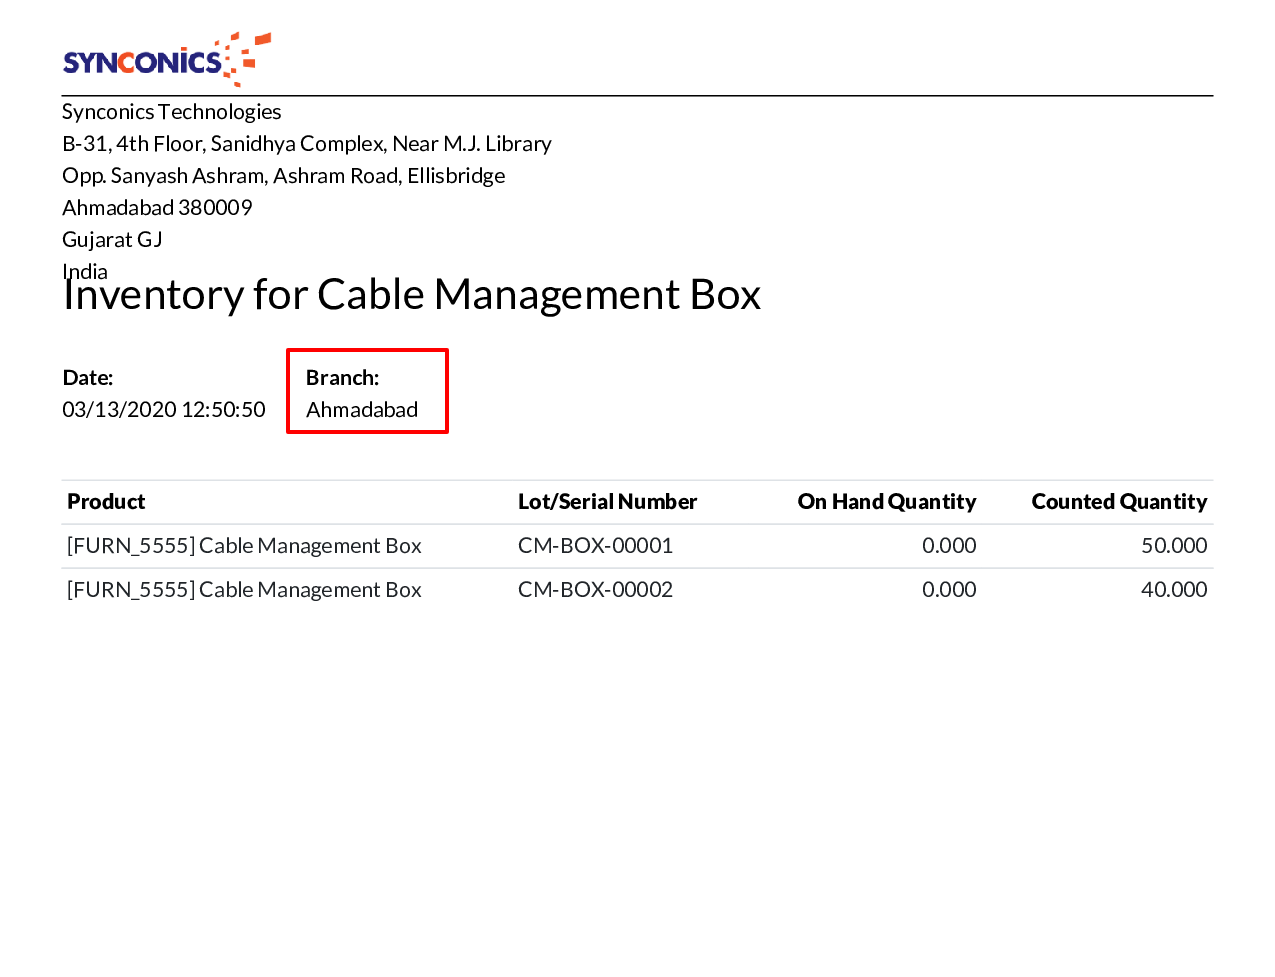 SYNCONiCS
Synconics Technologies
B-31, 4th Floor, Sanidhya Complex, Near M.J. Library
Opp. Sanyash Ashram, Ashram Road, Ellisbridge
Ahmadabad 380009
Gujarat GJ
India
Inventory for Cable Management Box
Date: Branch:
03/13/2020 12:50:50 Ahmadabad
Product Lot/Serial Number On Hand Quantity Counted Quantity
[FURN_5555] Cable Management Box CM-BOX-00001 0.000 50.000
[FURN_5555] Cable Management Box CM-BOX-00002 0.000 40.000